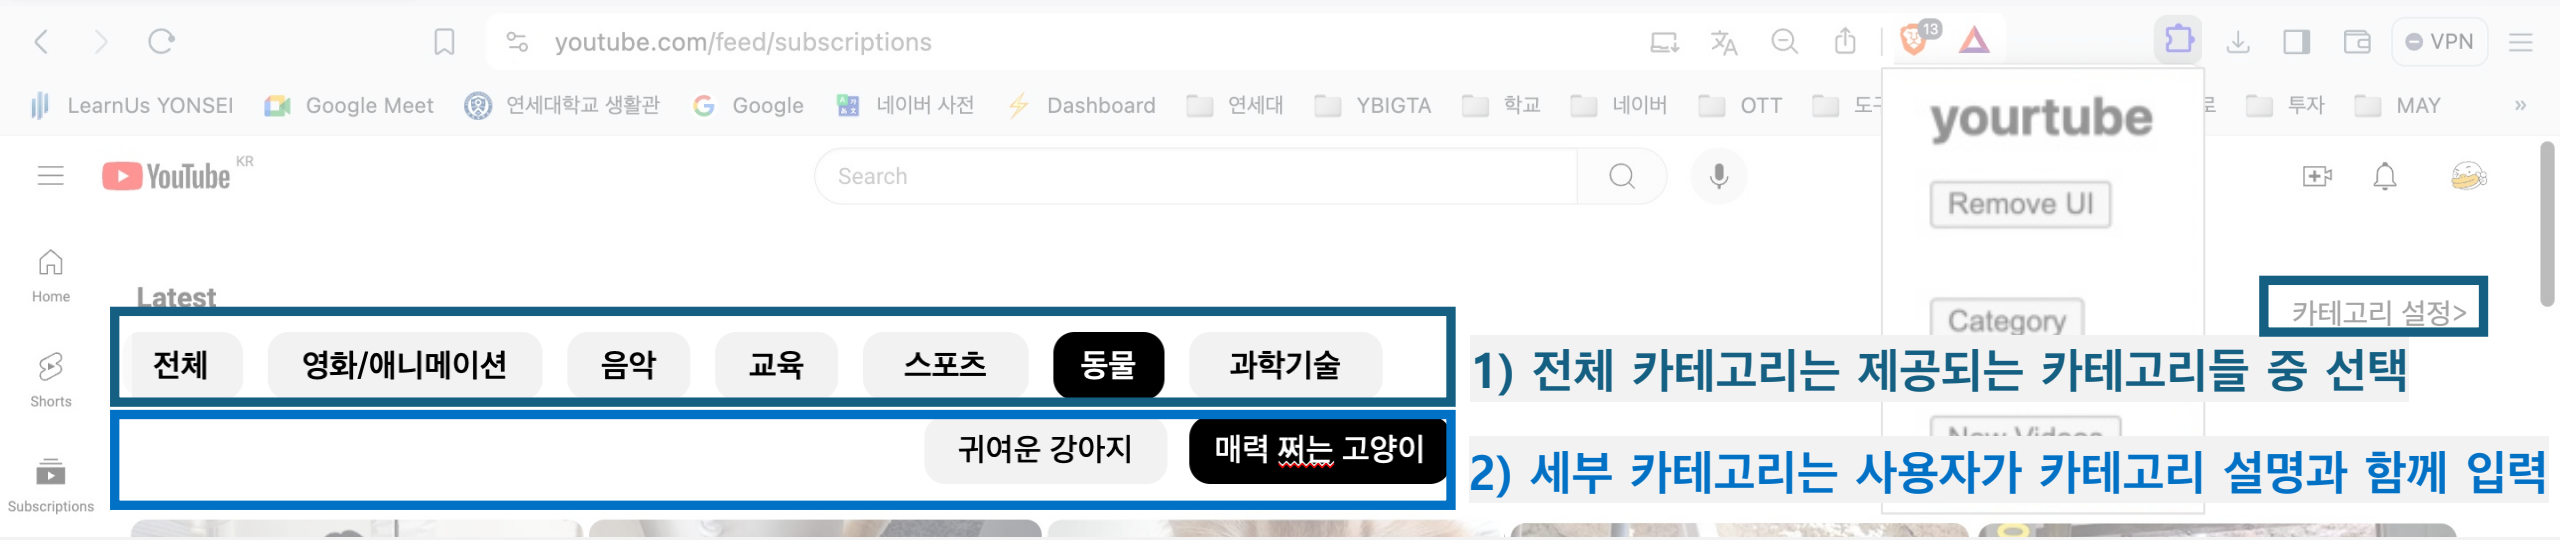 youtube.com/feed/subscriptions
13
VPN
LearnUs YONSEI Google Meet 연세대학교 생활관 Google 네이버 사전 Dashboard 연세대 YBIGTA 학교 네이버 OTT 투자 MAY »
yourtube
YouTube KR
Search
Remove UI
Home
Latest
카테고리 설정>
Category
전체 영화/애니메이션 음악 교육 스포츠 동물 과학기술
1) 전체 카테고리는 제공되는 카테고리들 중 선택
Shorts
New Videos
귀여운 강아지 매력 쩌는 고양이
2) 세부 카테고리는 사용자가 카테고리 설명과 함께 입력
Subscriptions